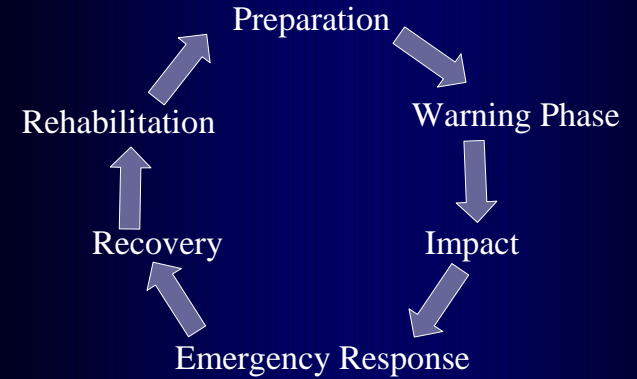 Preparation
Warning Phase
Impact
Emergency Response
Recovery
Rehabilitation